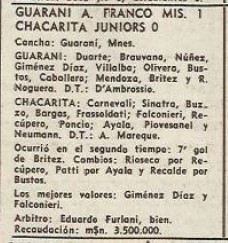 GUARANI A. FRANCO MIS. 1
CHACARITA JUNIORS 0
Cancha: Guaraní, Mnes.
GUARANI: Duarte; Brauvano, Núñez,
Giménez Díaz, Villalba; Olivera, Bus-
tos, Caballero; Mendoza, Britez y R.
Noguera. D.T.: D'Ambrossio.
CHACARITA: Carnevali; Sinatra, Buz-
zo, Bargas, Frassoldati; Falconieri, Re-
cúpero, Poncio; Ayala, Piovesanel y
Neumann. D.T.: A. Mareque.
Ocurrió en el segundo tiempo: 7' gol
de Britez. Cambios: Rioseco por Re-
cúpero, Patti por Ayala y Recalde por
Bustos.
Los mejores valores: Giménez Díaz y
Falconieri.
Arbitro: Eduardo Furlani, bien.
Recaudación: m$n. 3.500.000.